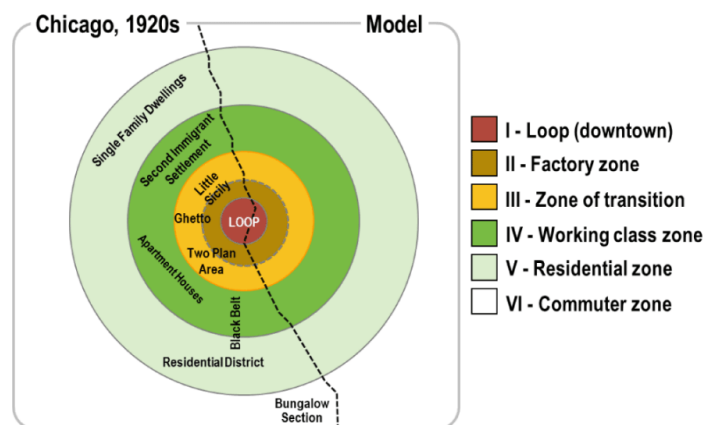 Chicago, 1920s
Model
Single Family Dwellings
Second Immigrant
Settlement
Little
Sicily
Ghetto
LOOP
Two Plan
Area
Apartment Houses
Black Belt
Residential District
Bungalow
Section
I - Loop (downtown)
II - Factory zone
III - Zone of transition
IV - Working class zone
V - Residential zone
VI - Commuter zone